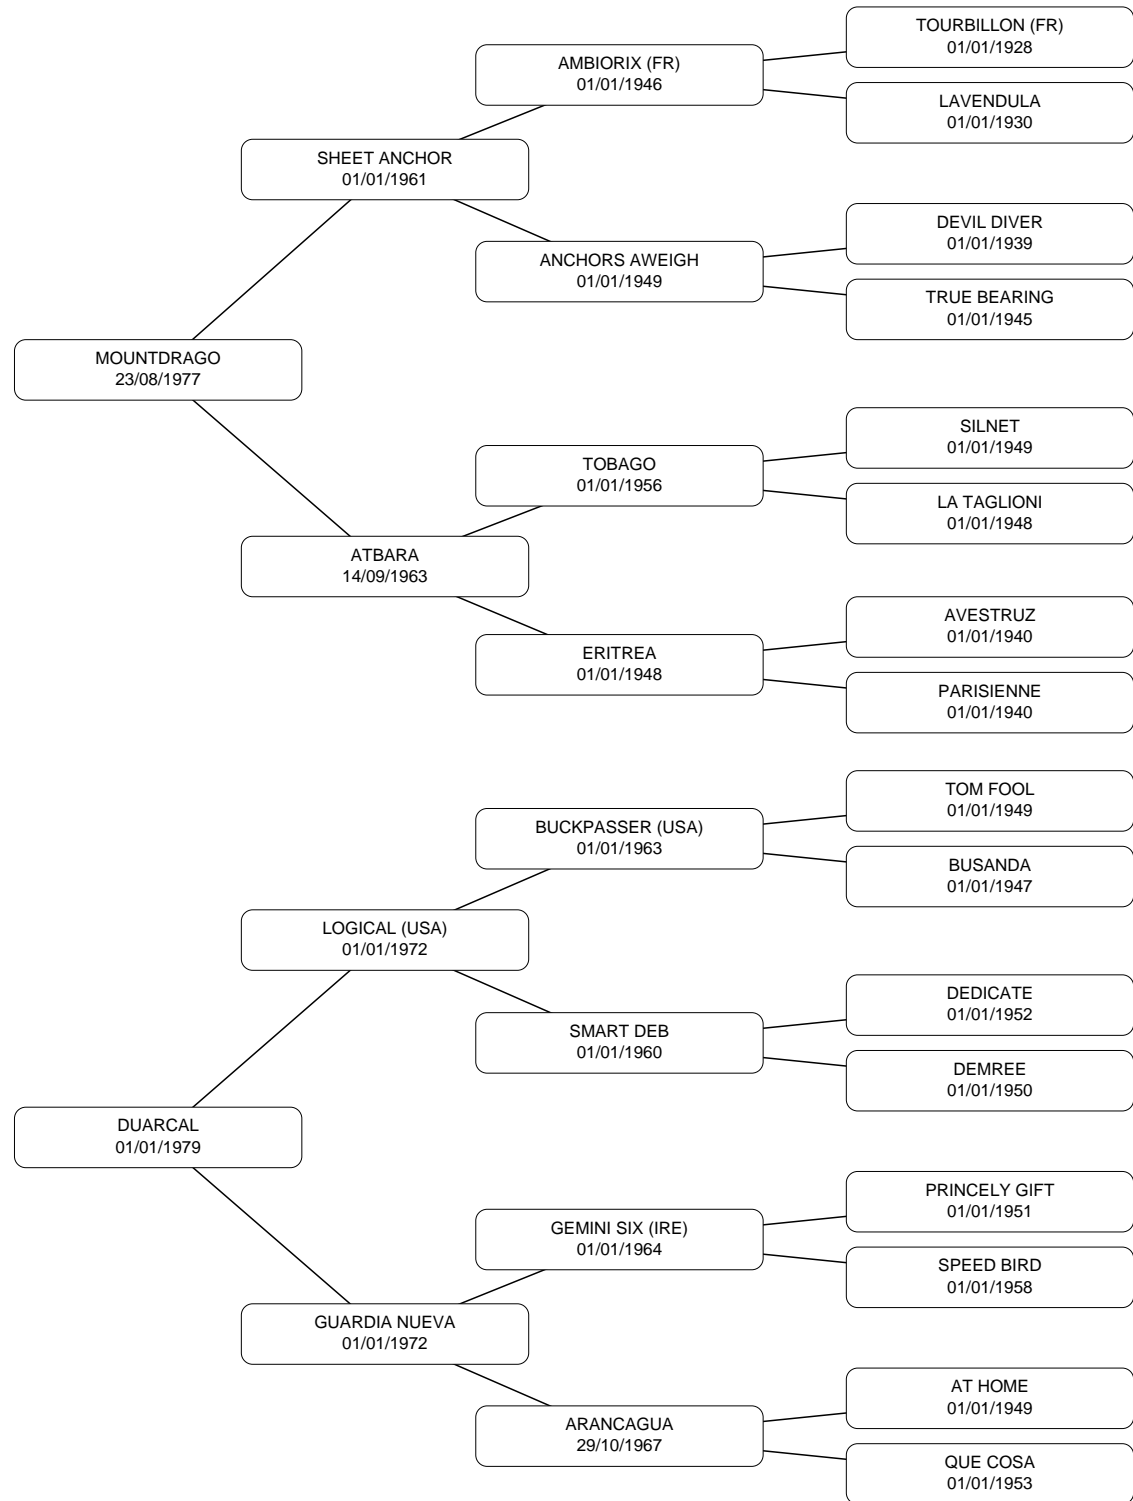 TOURBILLON (FR)
01/01/1928
AMBIORIX (FR)
01/01/1946
LAVENDULA
01/01/1930
SHEET ANCHOR
01/01/1961
DEVIL DIVER
01/01/1939
ANCHORS AWEIGH
01/01/1949
TRUE BEARING
01/01/1945
MOUNTDRAGO
23/08/1977
SILNET
01/01/1949
TOBAGO
01/01/1956
LA TAGLIONI
01/01/1948
ATBARA
14/09/1963
AVESTRUZ
01/01/1940
ERITREA
01/01/1948
PARISIENNE
01/01/1940
TOM FOOL
01/01/1949
BUCKPASSER (USA)
01/01/1963
BUSANDA
01/01/1947
LOGICAL (USA)
01/01/1972
DEDICATE
01/01/1952
SMART DEB
01/01/1960
DEMREE
01/01/1950
DUARCAL
01/01/1979
PRINCELY GIFT
01/01/1951
GEMINI SIX (IRE)
01/01/1964
SPEED BIRD
01/01/1958
GUARDIA NUEVA
01/01/1972
AT HOME
01/01/1949
ARANCAGUA
29/10/1967
QUE COSA
01/01/1953